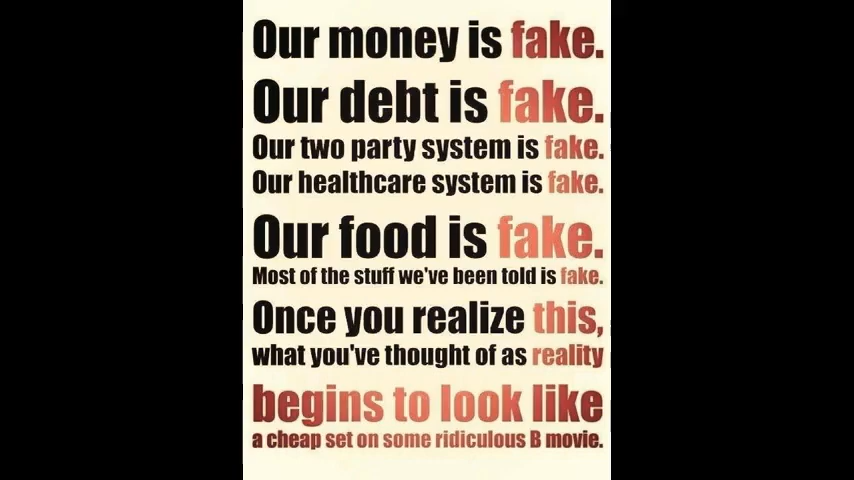 Our money is fake.
Our debt is fake.
Our two party system is fake.
Our healthcare system is fake.
Our food is fake.
Most of the stuff we've been told is fake.
Once you realize this,
what you've thought of as reality
begins to look like
a cheap set on some ridiculous B movie.